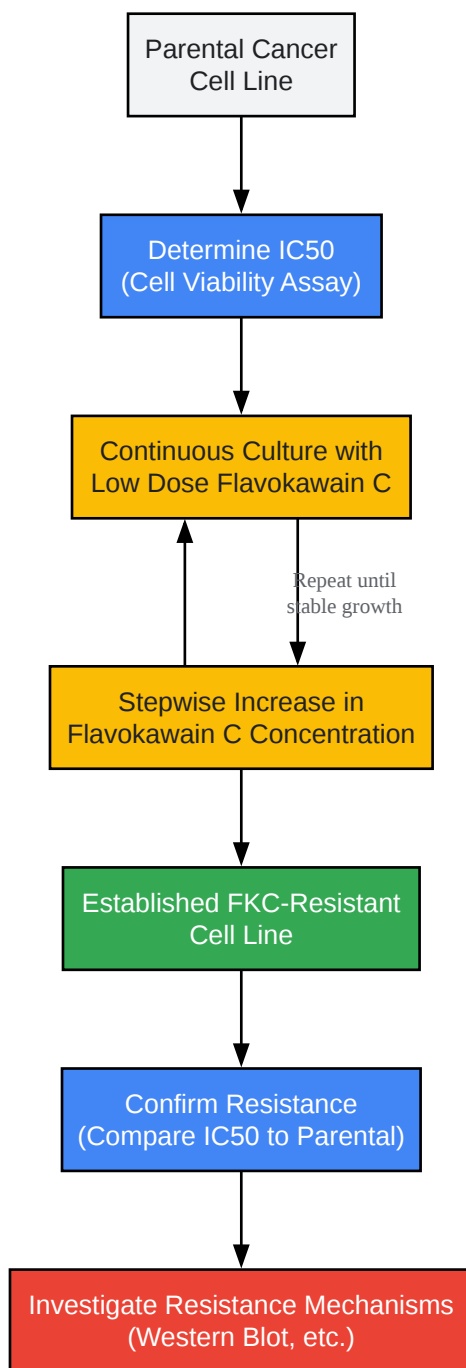 Parental Cancer
Cell Line
Determine IC50
(Cell Viability Assay)
Continuous Culture with
Low Dose Flavokawain C
Repeat until
stable growth
Stepwise Increase in
Flavokawain C Concentration
Established FKC-Resistant
Cell Line
Confirm Resistance
(Compare IC50 to Parental)
Investigate Resistance Mechanisms
(Western Blot, etc.)